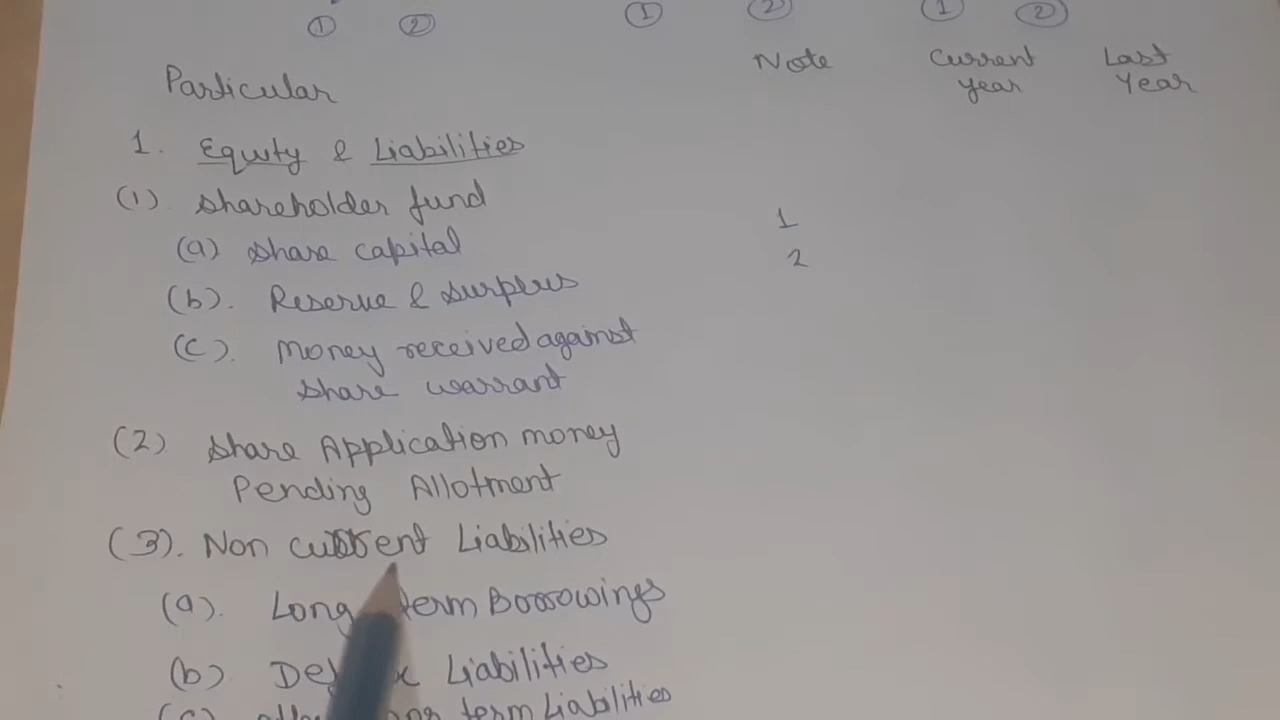 ① ② ① ② ① ②
Particular Note Current Last
year Year
1. Equity & Liabilities
(1) Shareholder fund
(a) Share capital 1
(b). Reserve & Surplus 2
(c). Money received against
Share warrant
(2) Share Application money
Pending Allotment
(3). Non current Liabilities
(a). Long term Borrowings
(b) Liabilities
(c) term Liabilities